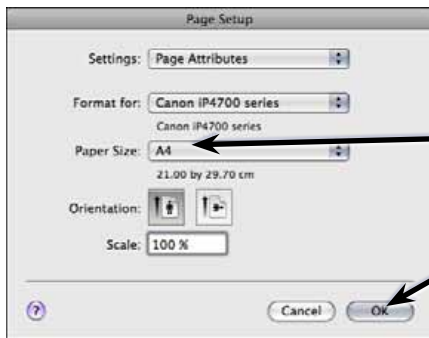 Page Setup
Settings: Page Attributes
Format for: Canon iP4700 series
Canon iP4700 series
Paper Size: A4
21.00 by 29.70 cm
Orientation:
Scale: 100 %
? Cancel OK